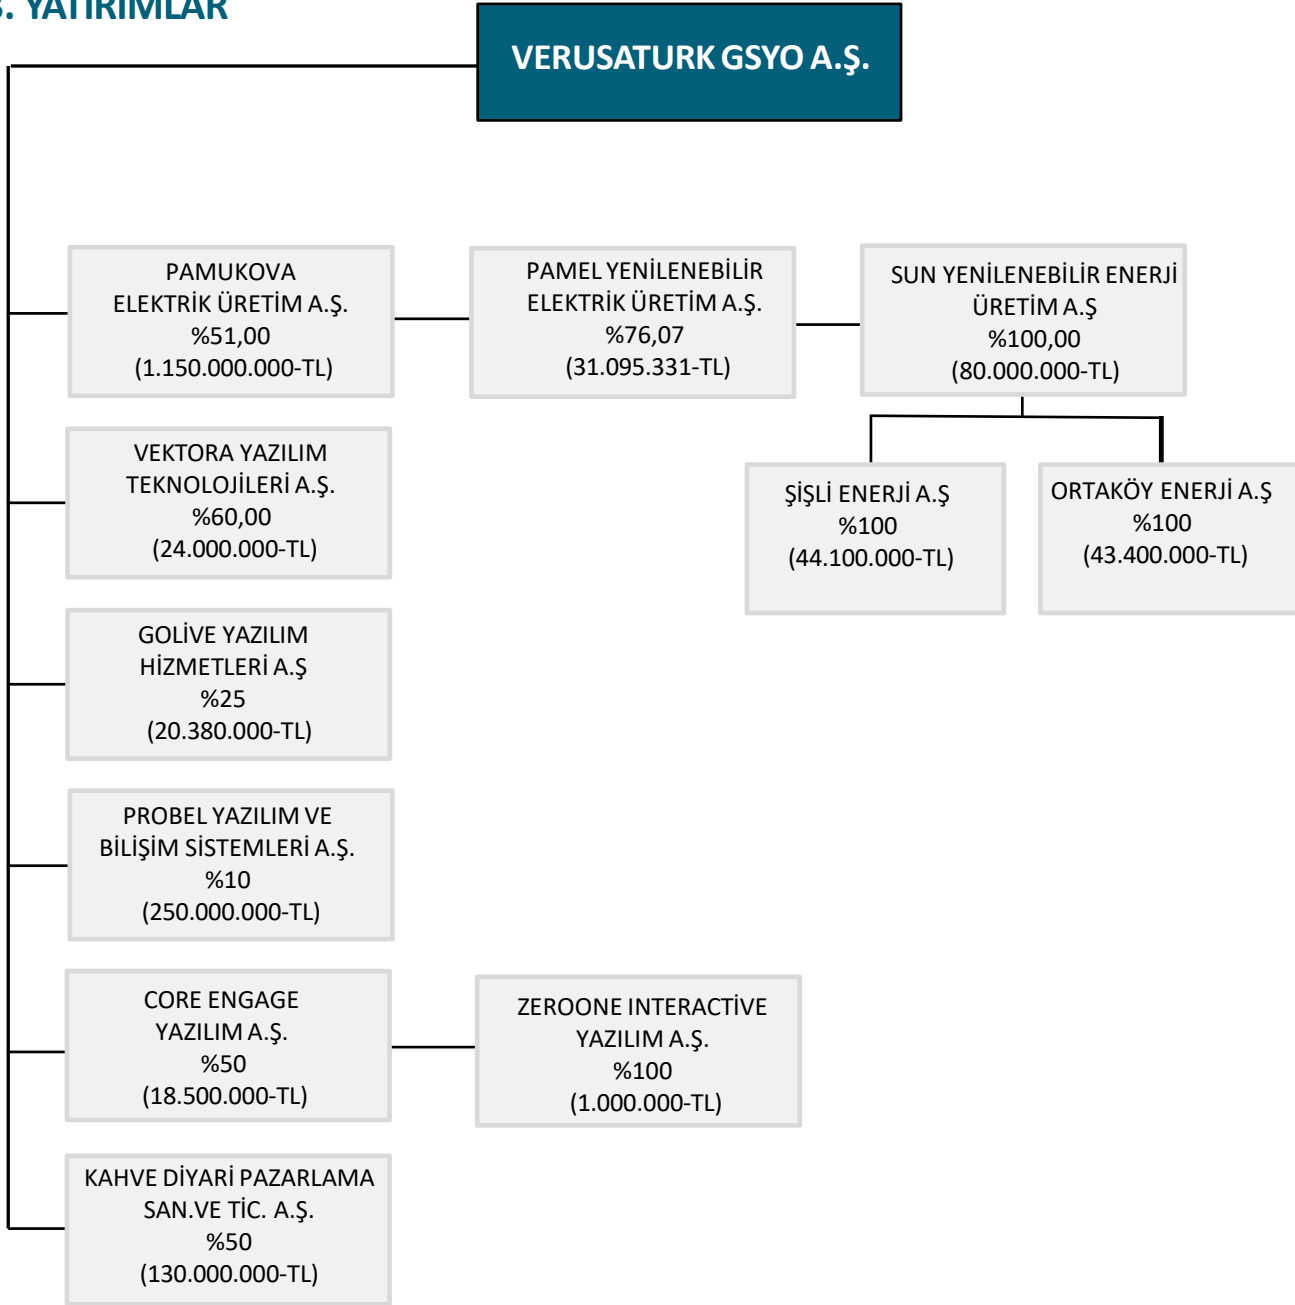 3. YATIRIMLAR
VERUSATURK GSYO A.Ş.
PAMUKOVA
ELEKTRİK ÜRETİM A.Ş.
%51,00
(1.150.000.000-TL)
PAMEL YENİLENEBİLİR
ELEKTRİK ÜRETİM A.Ş.
%76,07
(31.095.331-TL)
SUN YENİLENEBİLİR ENERJİ
ÜRETİM A.Ş
%100,00
(80.000.000-TL)
ŞİŞLİ ENERJİ A.Ş
%100
(44.100.000-TL)
ORTAKÖY ENERJİ A.Ş
%100
(43.400.000-TL)
VEKTORA YAZILIM
TEKNOLOJİLERİ A.Ş.
%60,00
(24.000.000-TL)
GOLİVE YAZILIM
HİZMETLERİ A.Ş
%25
(20.380.000-TL)
PROBEL YAZILIM VE
BİLİŞİM SİSTEMLERİ A.Ş.
%10
(250.000.000-TL)
CORE ENGAGE
YAZILIM A.Ş.
%50
(18.500.000-TL)
ZEROONE INTERACTİVE
YAZILIM A.Ş.
%100
(1.000.000-TL)
KAHVE DİYARİ PAZARLAMA
SAN.VE TİC. A.Ş.
%50
(130.000.000-TL)